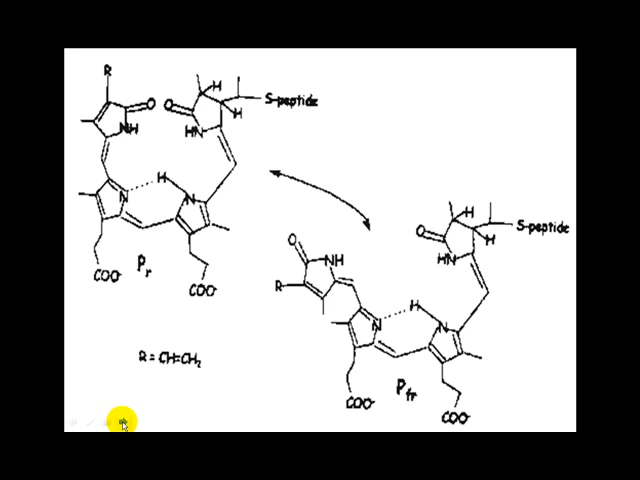 R
O
O
H
H
S-peptide
NH
HN
N
H
N
COO⁻
Pr
COO⁻
O
NH
R
O
H
H
S-peptide
HN
N
H
N
R=CH=CH₂
COO⁻
Pfr
COO⁻